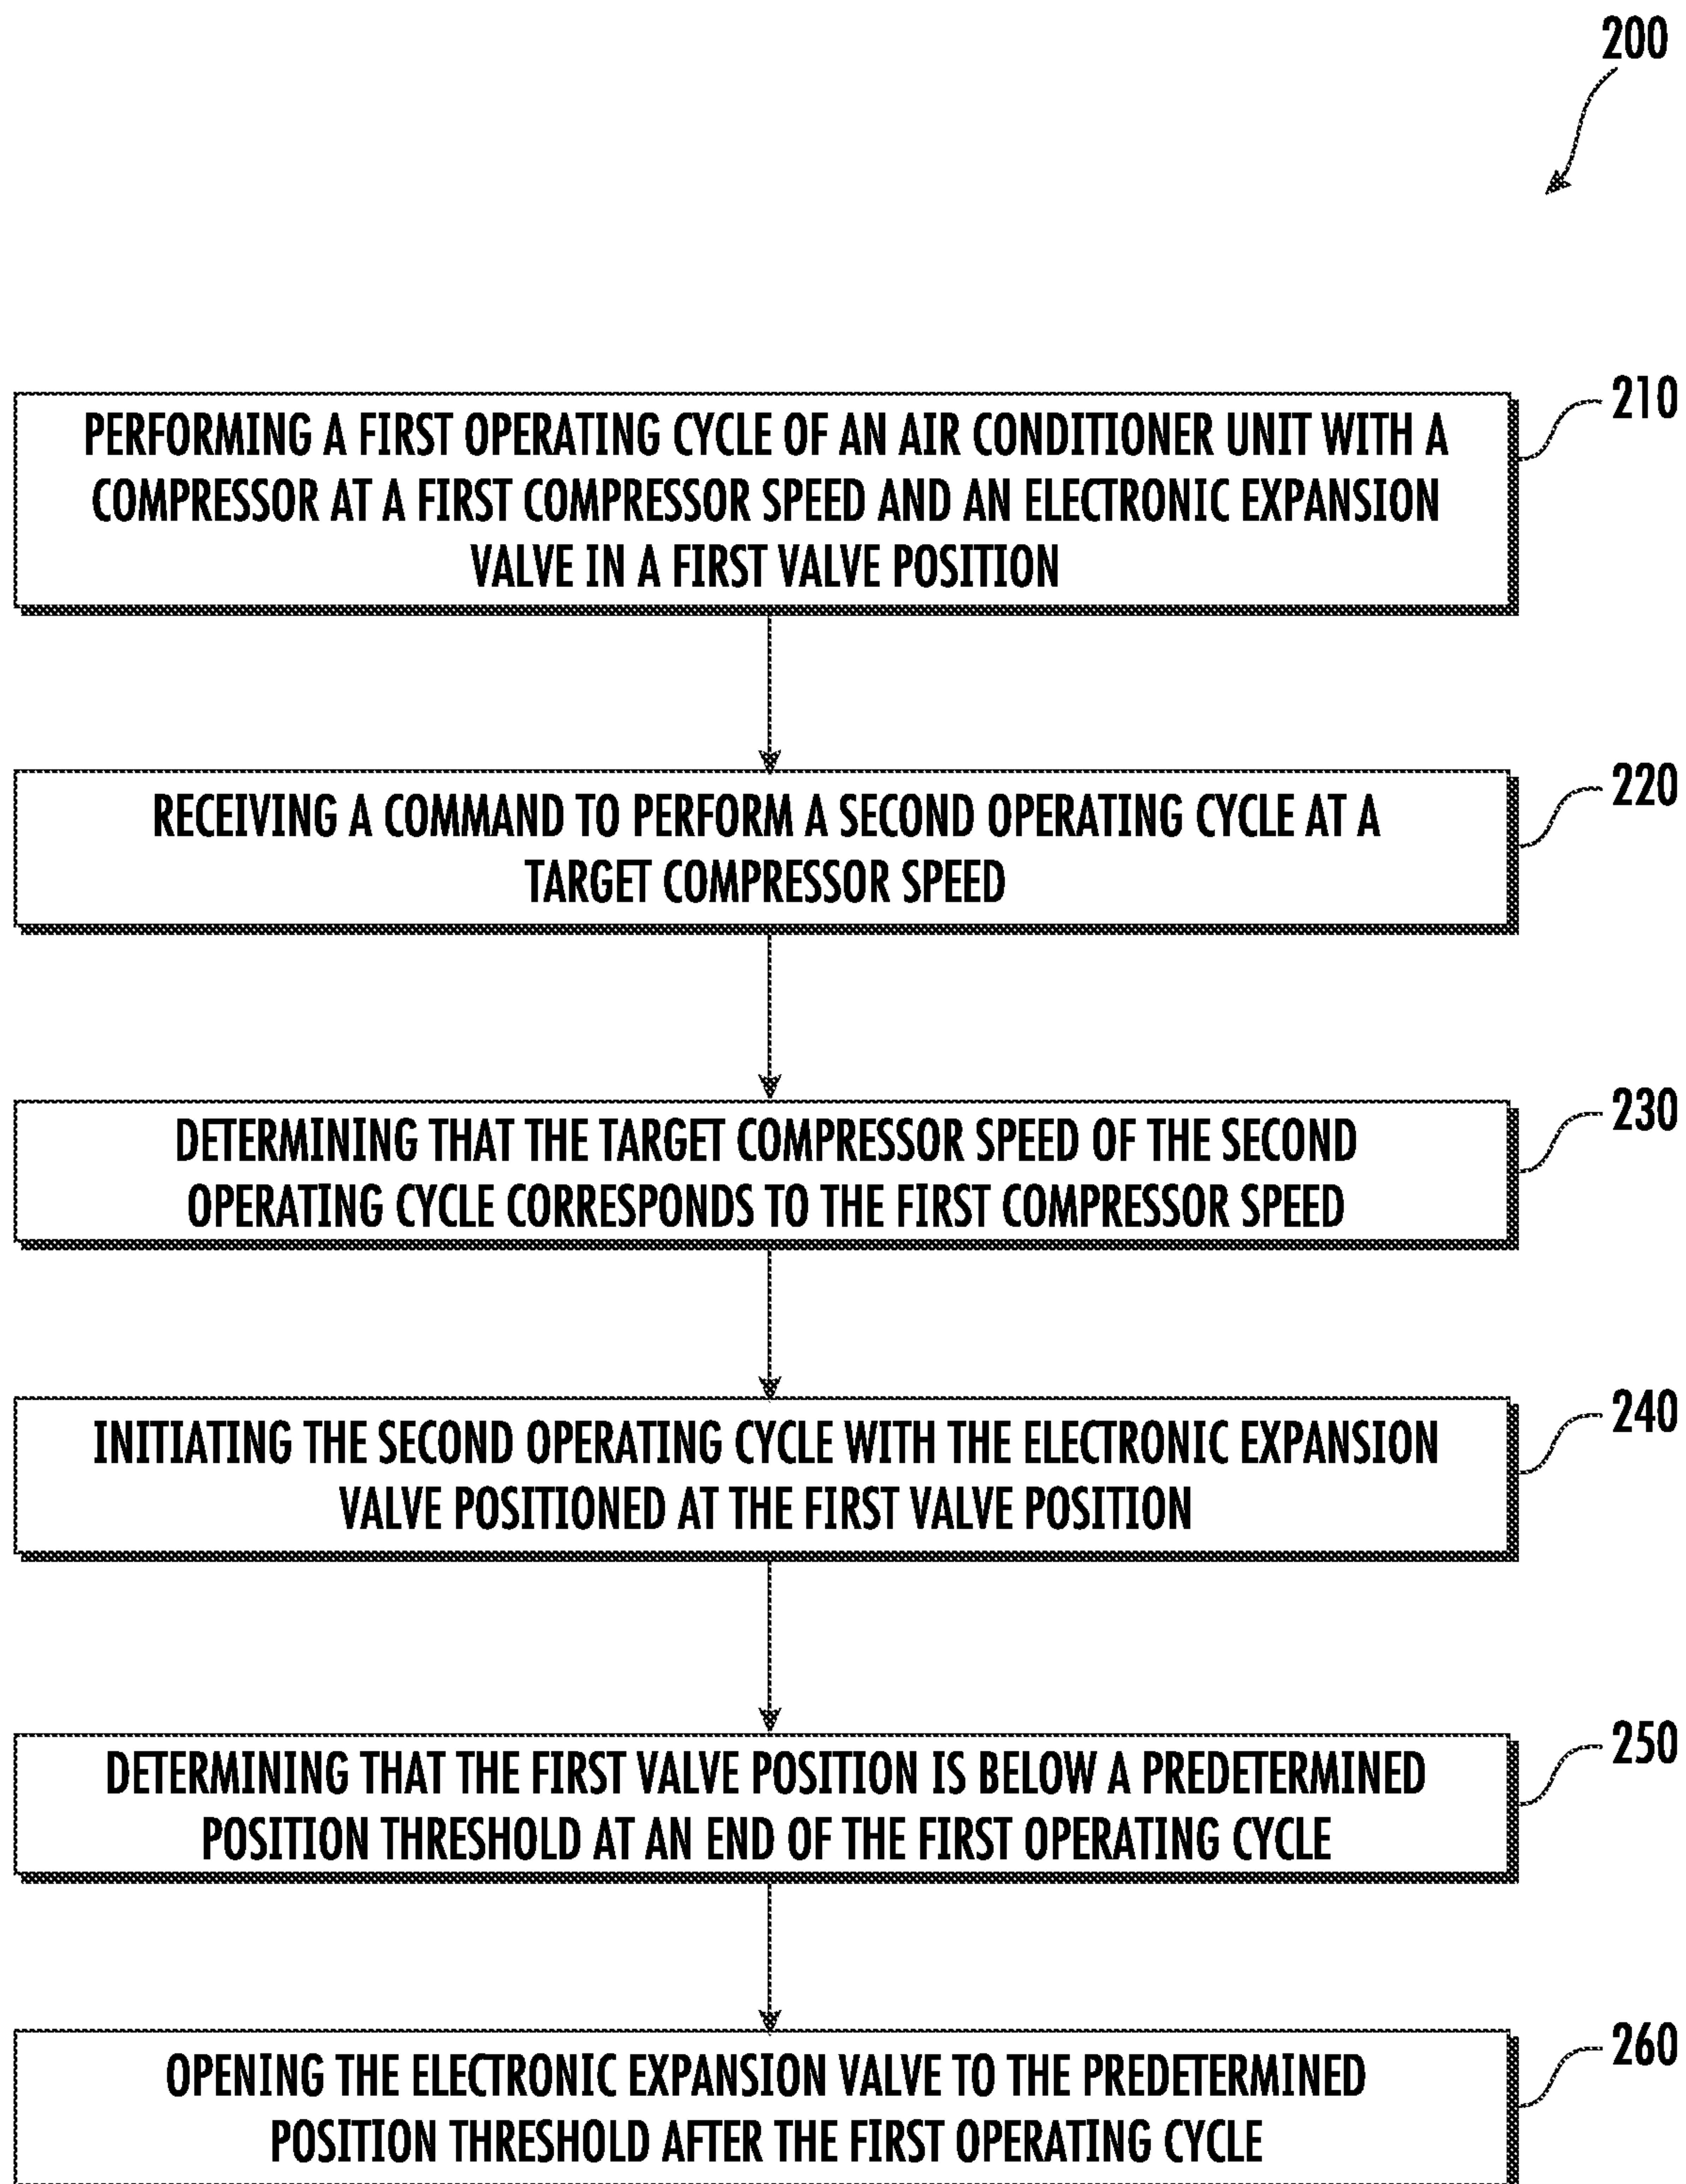 200
210
PERFORMING A FIRST OPERATING CYCLE OF AN AIR CONDITIONER UNIT WITH A
COMPRESSOR AT A FIRST COMPRESSOR SPEED AND AN ELECTRONIC EXPANSION
VALVE IN A FIRST VALVE POSITION
220
RECEIVING A COMMAND TO PERFORM A SECOND OPERATING CYCLE AT A
TARGET COMPRESSOR SPEED
230
DETERMINING THAT THE TARGET COMPRESSOR SPEED OF THE SECOND
OPERATING CYCLE CORRESPONDS TO THE FIRST COMPRESSOR SPEED
240
INITIATING THE SECOND OPERATING CYCLE WITH THE ELECTRONIC EXPANSION
VALVE POSITIONED AT THE FIRST VALVE POSITION
250
DETERMINING THAT THE FIRST VALVE POSITION IS BELOW A PREDETERMINED
POSITION THRESHOLD AT AN END OF THE FIRST OPERATING CYCLE
260
OPENING THE ELECTRONIC EXPANSION VALVE TO THE PREDETERMINED
POSITION THRESHOLD AFTER THE FIRST OPERATING CYCLE